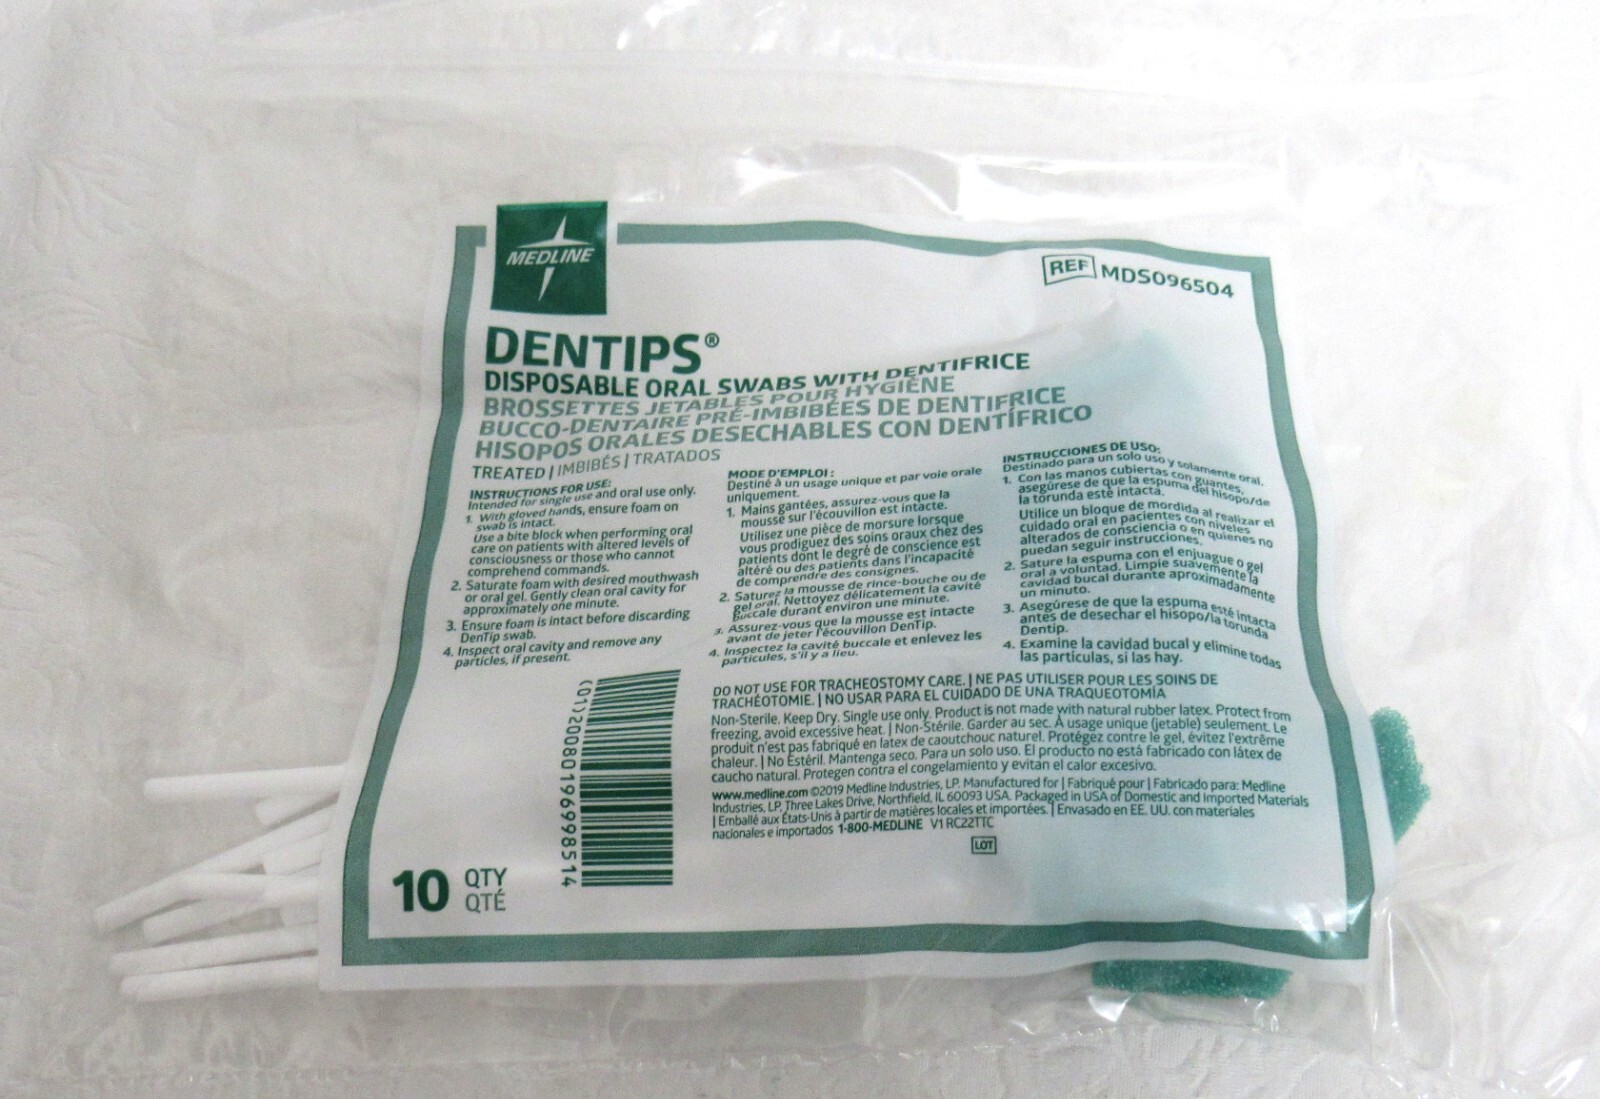 MEDLINE
REF MDS096504
DENTIPS®
DISPOSABLE ORAL SWABS WITH DENTIFRICE
BROSSETTES JETABLES POUR HYGIÈNE
BUCCO-DENTAIRE PRÉ-IMBIBÉES DE DENTIFRICE
HISOPOS ORALES DESECHABLES CON DENTÍFRICO
TREATED | IMBIBÉS | TRATADOS
INSTRUCTIONS FOR USE:
Intended for single use and oral use only.
1. With gloved hands, ensure foam on
swab is intact.
Use a bite block when performing oral
care on patients with altered levels of
consciousness or those who cannot
comprehend commands.
2. Saturate foam with desired mouthwash
or oral gel. Gently clean oral cavity for
approximately one minute.
3. Ensure foam is intact before discarding
DenTip swab.
4. Inspect oral cavity and remove any
particles, if present.
MODE D'EMPLOI :
Destiné à un usage unique et par voie orale
uniquement.
1. Mains gantées, assurez-vous que la
mousse sur l'écouvillon est intacte.
Utilisez une pièce de morsure lorsque
vous prodiguez des soins oraux chez des
patients dont le degré de conscience est
altéré ou des patients dans l'incapacité
de comprendre des consignes.
2. Saturez la mousse de rince-bouche ou de
gel oral. Nettoyez délicatement la cavité
buccale durant environ une minute.
3. Assurez-vous que la mousse est intacte
avant de jeter l'écouvillon DenTip.
4. Inspectez la cavité buccale et enlevez les
particules, s'il y a lieu.
INSTRUCCIONES DE USO:
Destinado para un solo uso y solamente oral.
1. Con las manos cubiertas con guantes,
asegúrese de que la espuma del hisopo/de
la torunda esté intacta.
Utilice un bloque de mordida al realizar el
cuidado oral en pacientes con niveles
alterados de consciencia o en quienes no
puedan seguir instrucciones.
2. Sature la espuma con el enjuague o gel
oral a voluntad. Limpie suavemente la
cavidad bucal durante aproximadamente
un minuto.
3. Asegúrese de que la espuma esté intacta
antes de desechar el hisopo/la torunda
Dentip.
4. Examine la cavidad bucal y elimine todas
las partículas, si las hay.
DO NOT USE FOR TRACHEOSTOMY CARE. | NE PAS UTILISER POUR LES SOINS DE
TRACHÉOTOMIE. | NO USAR PARA EL CUIDADO DE UNA TRAQUEOTOMÍA
Non-Sterile. Keep Dry. Single use only. Product is not made with natural rubber latex. Protect from
freezing, avoid excessive heat. | Non-Stérile. Garder au sec. À usage unique (jetable) seulement. Le
produit n'est pas fabriqué en latex de caoutchouc naturel. Protégez contre le gel, évitez l'extrême
chaleur. | No Estéril. Mantenga seco. Para un solo uso. El producto no está fabricado con látex de
caucho natural. Protegen contra el congelamiento y evitan el calor excesivo.
www.medline.com ©2019 Medline Industries, LP. Manufactured for | Fabriqué pour | Fabricado para: Medline
Industries, LP, Three Lakes Drive, Northfield, IL 60093 USA. Packaged in USA of Domestic and Imported Materials
| Emballé aux États-Unis à partir de matières locales et importées. | Envasado en EE. UU. con materiales
nacionales e importados 1-800-MEDLINE V1 RC22TTC
LOT
(01)20080196998514
10 QTY
QTÉ